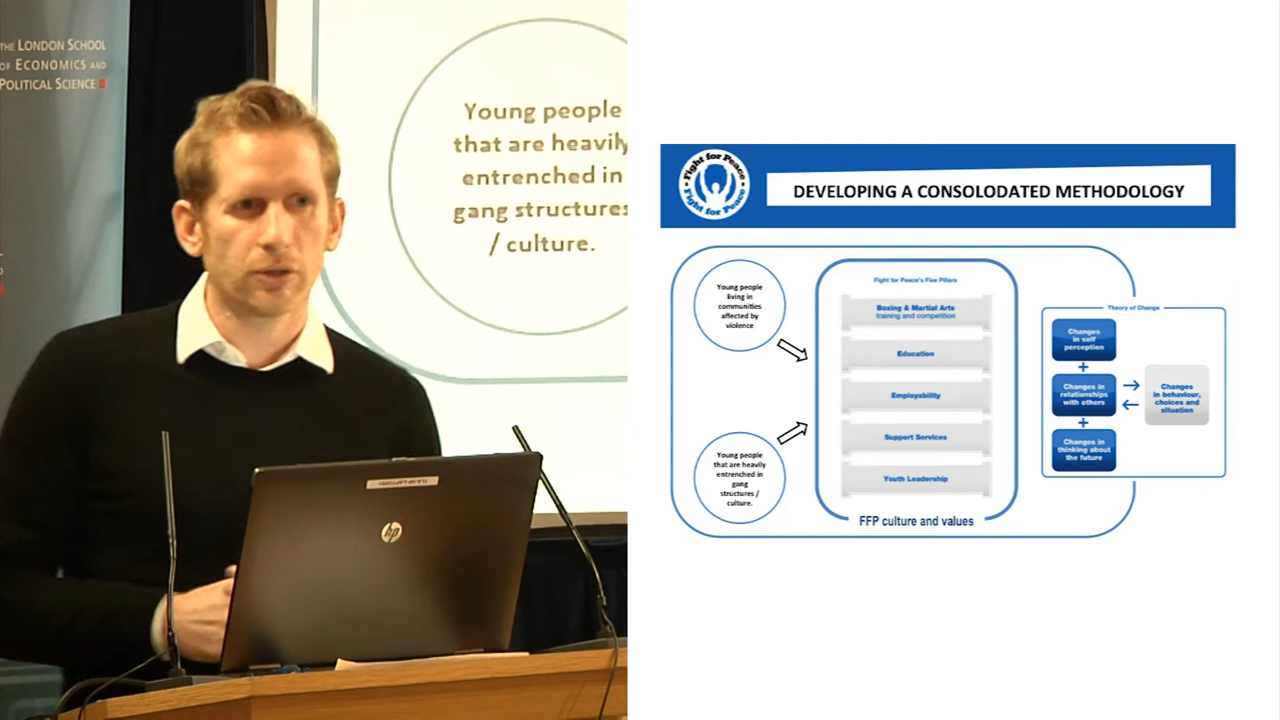 THE LONDON SCHOOL
OF ECONOMICS AND
POLITICAL SCIENCE
Young people
that are heavily
entrenched in
gang structures
/ culture.
hp
Fight for Peace
Fight for Peace
DEVELOPING A CONSOLODATED METHODOLOGY
Young people
living in
communities
affected by
violence
Young people
that are heavily
entrenched in
gang
structures /
culture.
Fight for Peace's Five Pillars
Boxing & Martial Arts
training and competition
Education
Employability
Support Services
Youth Leadership
FFP culture and values
Theory of Change
Changes
in self
perception
+
Changes in
relationships
with others
+
Changes in
thinking about
the future
Changes
in behaviour,
choices and
situation